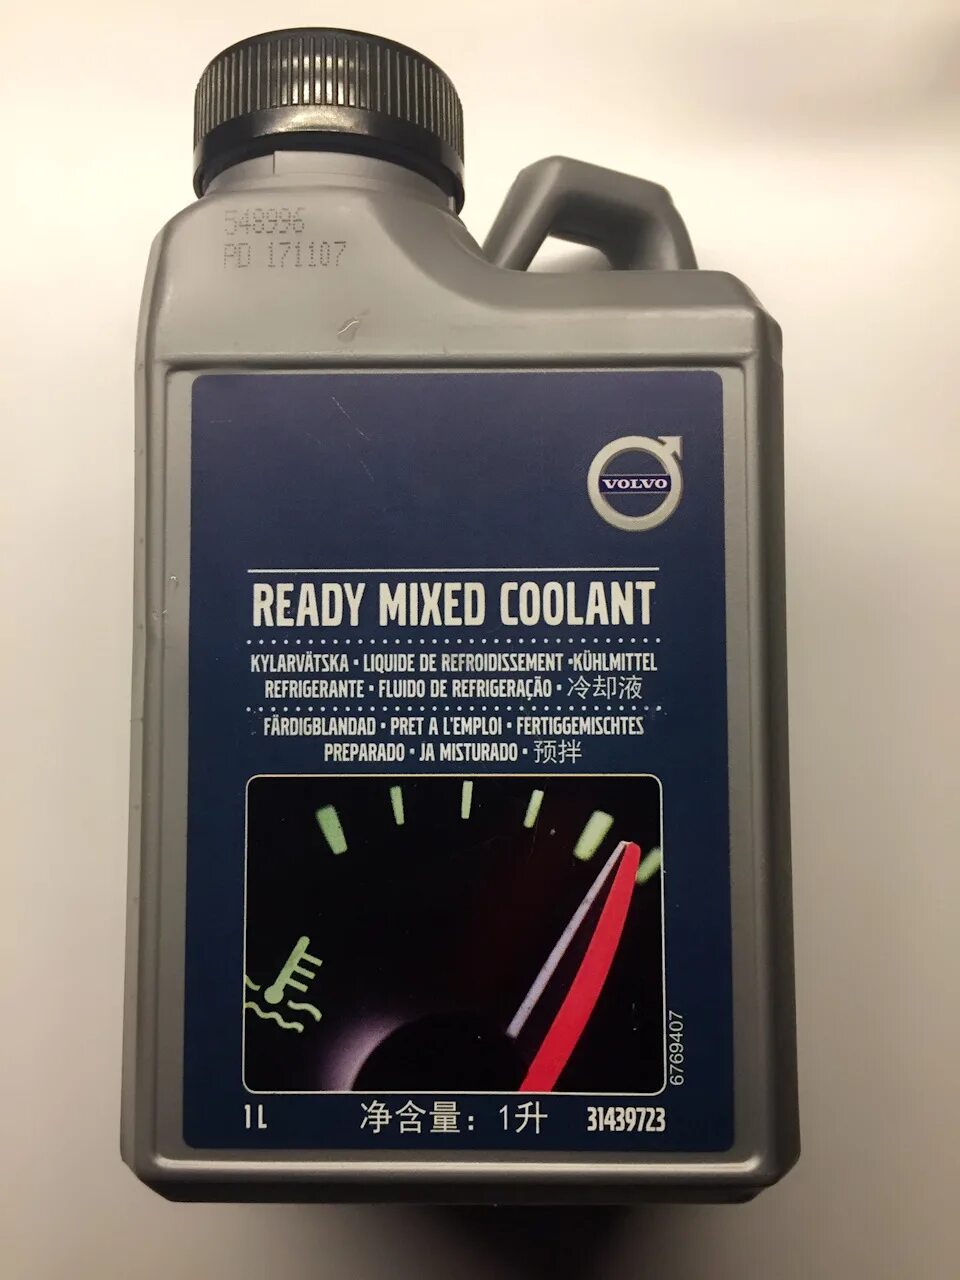 548996
PD 171107
VOLVO
READY MIXED COOLANT
KYLARVÄTSKA • LIQUIDE DE REFROIDISSEMENT • KÜHLMITTEL
REFRIGERANTE • FLUIDO DE REFRIGERAÇÃO • 冷却液
FÄRDIGBLANDAD • PRET A L'EMPLOI • FERTIGGEMISCHTES
PREPARADO • JA MISTURADO • 预拌
6769407
1 L 净含量：1升 31439723